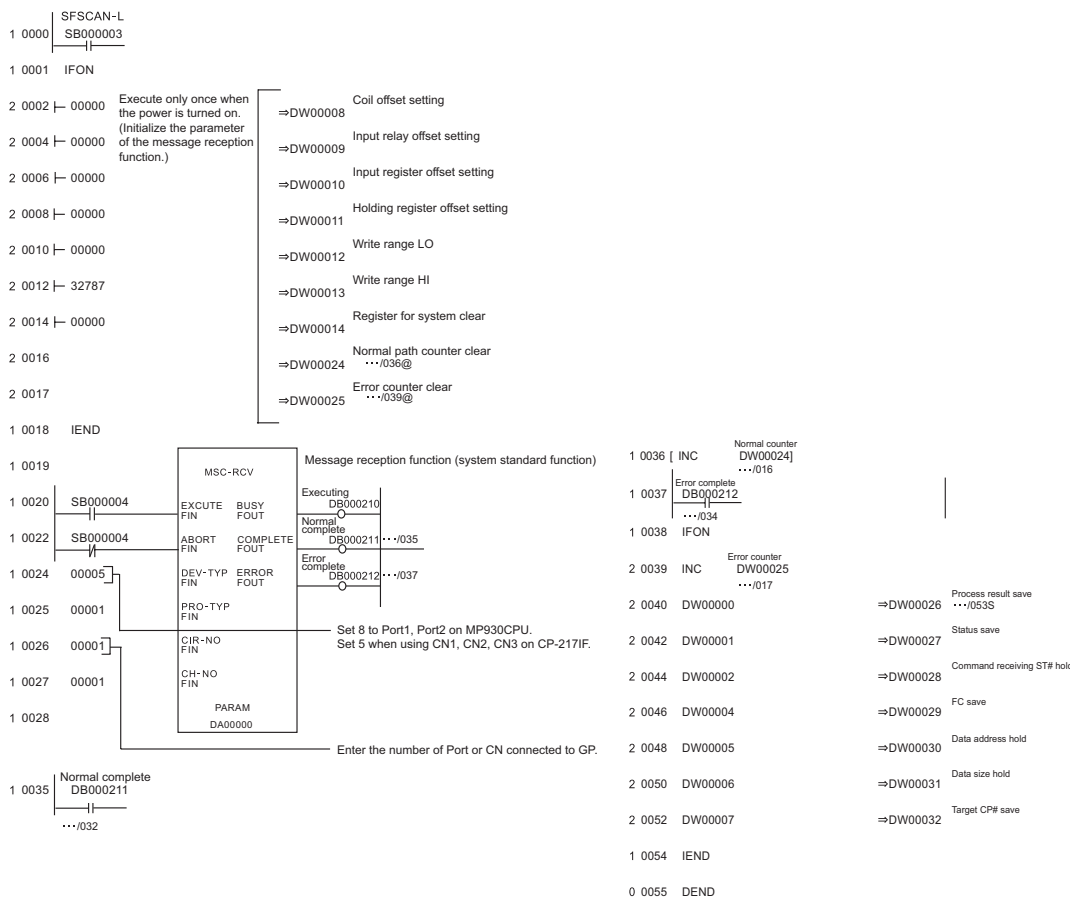 SFSCAN-L
1 0000 SB000003
1 0001 IFON
2 0002 00000 Execute only once when ⇒DW00008 Coil offset setting
the power is turned on.
2 0004 00000 (Initialize the parameter ⇒DW00009 Input relay offset setting
of the message reception
function.)
2 0006 00000 ⇒DW00010 Input register offset setting
2 0008 00000 ⇒DW00011 Holding register offset setting
2 0010 00000 ⇒DW00012 Write range LO
2 0012 32787 ⇒DW00013 Write range HI
2 0014 00000 ⇒DW00014 Register for system clear
2 0016 ⇒DW00024 Normal path counter clear
···/036@
2 0017 ⇒DW00025 Error counter clear
···/039@
1 0018 IEND
1 0019 MSC-RCV Message reception function (system standard function)
Executing
1 0020 SB000004 EXCUTE BUSY DB000210
FIN FOUT
Normal
complete
1 0022 SB000004 ABORT COMPLETE DB000211 ···/035
FIN FOUT
Error
complete
1 0024 00005 DEV-TYP ERROR DB000212 ···/037
FIN FOUT
1 0025 00001 PRO-TYP
FIN
Set 8 to Port1, Port2 on MP930CPU.
1 0026 00001 CIR-NO Set 5 when using CN1, CN2, CN3 on CP-217IF.
FIN
1 0027 00001 CH-NO
FIN
1 0028 PARAM
DA00000
Enter the number of Port or CN connected to GP.
Normal complete
1 0035 DB000211
···/032
Normal counter
1 0036 [ INC DW00024]
···/016
Error complete
1 0037 DB000212
···/034
1 0038 IFON
Error counter
2 0039 INC DW00025
···/017
Process result save
2 0040 DW00000 ⇒DW00026 ···/053S
Status save
2 0042 DW00001 ⇒DW00027
Command receiving ST# hold
2 0044 DW00002 ⇒DW00028
FC save
2 0046 DW00004 ⇒DW00029
Data address hold
2 0048 DW00005 ⇒DW00030
Data size hold
2 0050 DW00006 ⇒DW00031
Target CP# save
2 0052 DW00007 ⇒DW00032
1 0054 IEND
0 0055 DEND